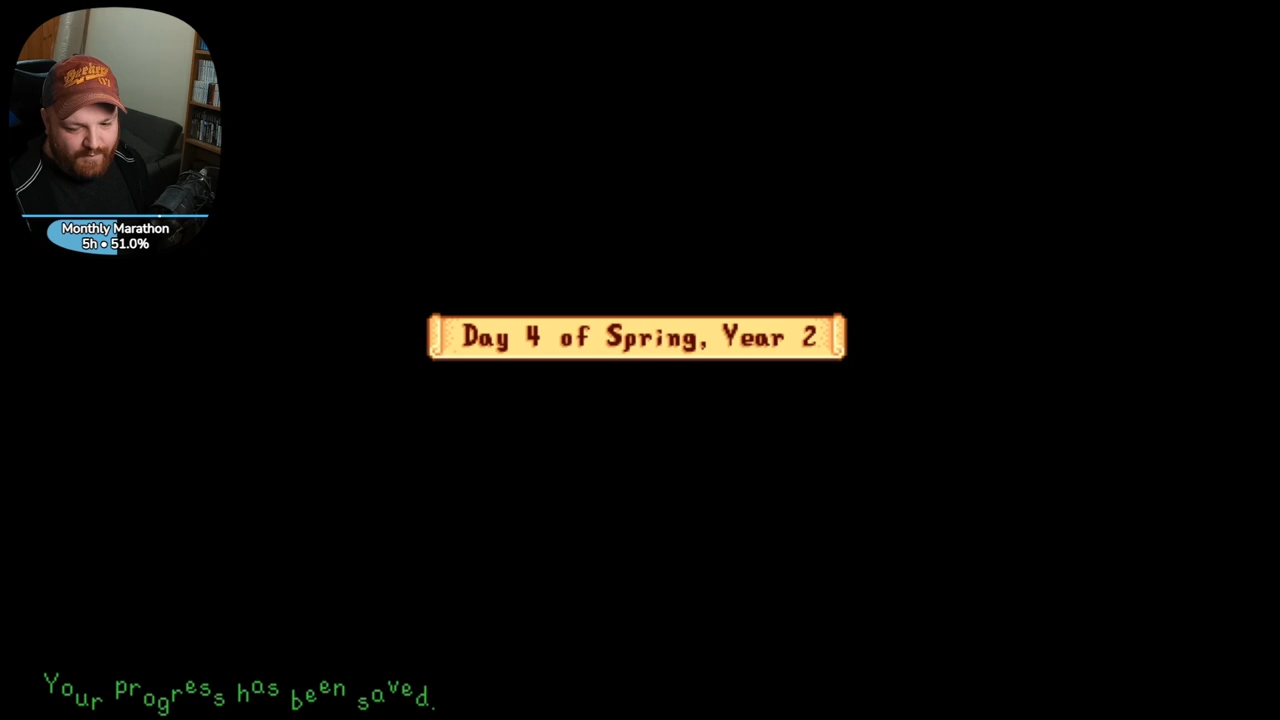 Monthly Marathon
5h • 51.0%
Day 4 of Spring, Year 2
Your progress has been saved.